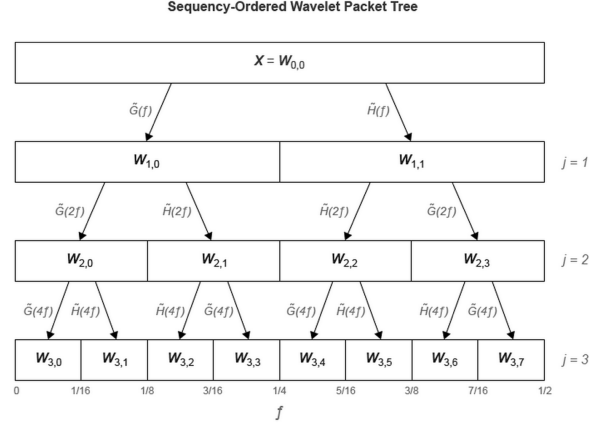 Sequency-Ordered Wavelet Packet Tree
X = W0,0
G̃(f) H̃(f)
W1,0 W1,1 j = 1
G̃(2f) H̃(2f) H̃(2f) G̃(2f)
W2,0 W2,1 W2,2 W2,3 j = 2
G̃(4f) H̃(4f) H̃(4f) G̃(4f) G̃(4f) H̃(4f) H̃(4f) G̃(4f)
W3,0 W3,1 W3,2 W3,3 W3,4 W3,5 W3,6 W3,7 j = 3
0 1/16 1/8 3/16 1/4 5/16 3/8 7/16 1/2
f